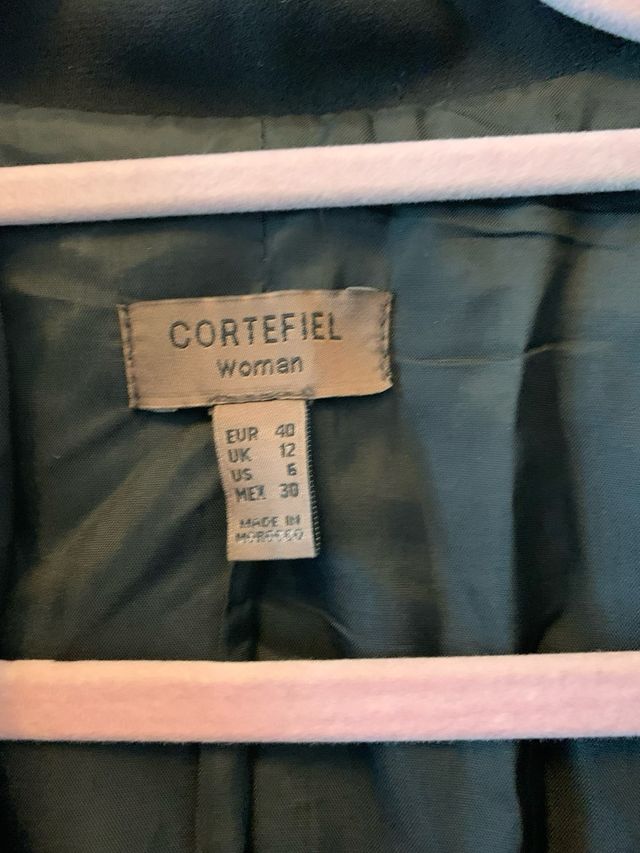 CORTEFIEL
Woman
EUR 40
UK 12
US 6
MEX 30
MADE IN
MOROCCO